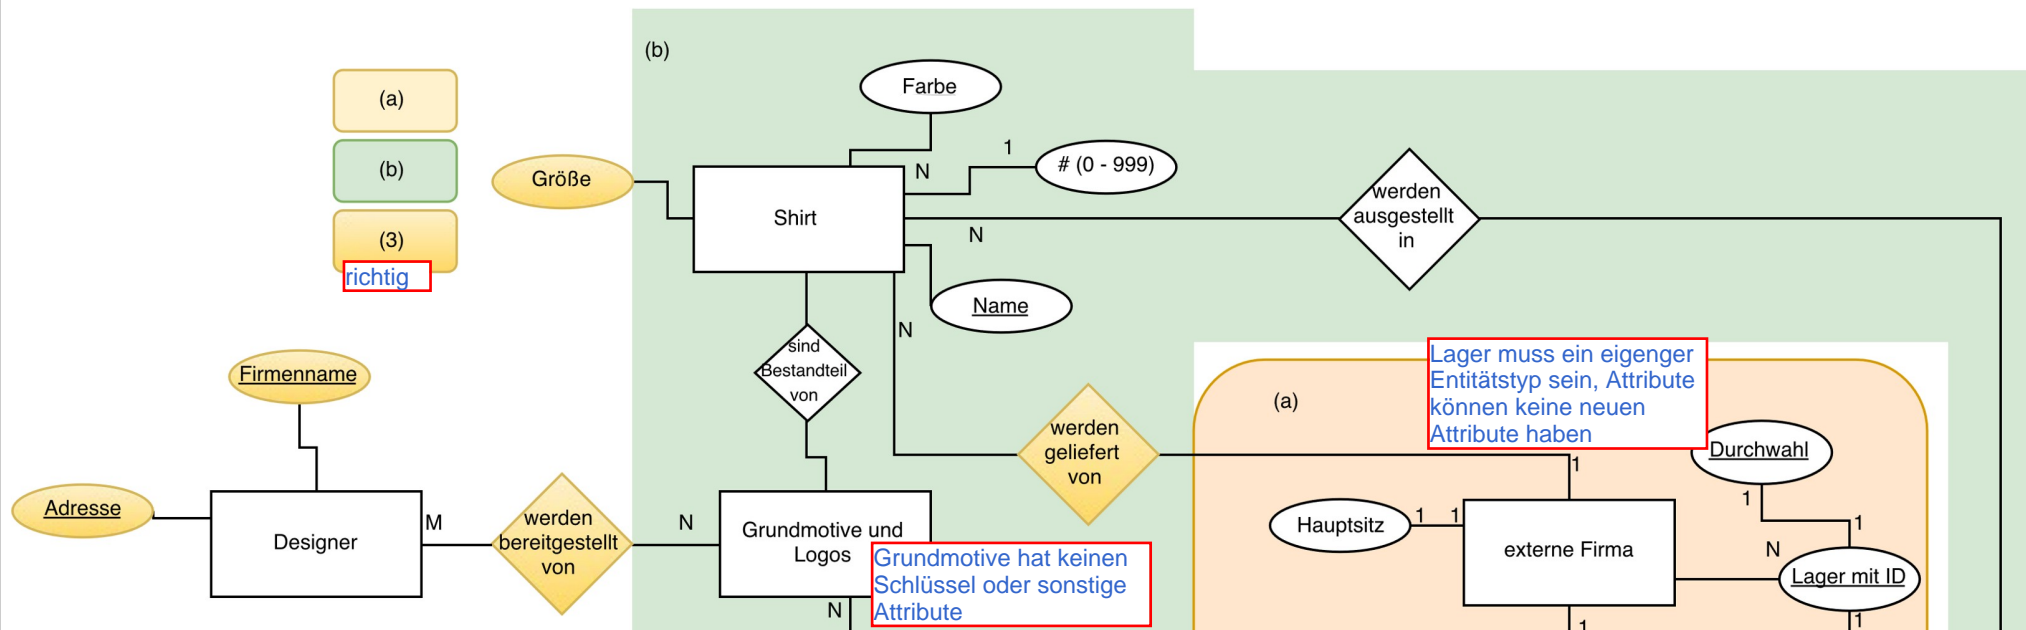 (b)
Farbe
(a)
1
# (0 - 999)
N
(b)
Größe
werden
ausgestellt
in
Shirt
N
(3)
richtig
Name
N
sind
Bestandteil
von
Lager muss ein eigenger
Entitätstyp sein, Attribute
können keine neuen
Attribute haben
Firmenname
(a)
werden
geliefert
von
Durchwahl
1
1
Adresse
M
werden
bereitgestellt
von
N
Grundmotive und
Logos
Designer
Hauptsitz
1
1
externe Firma
1
N
Lager mit ID
Grundmotive hat keinen
Schlüssel oder sonstige
Attribute
N
1
1